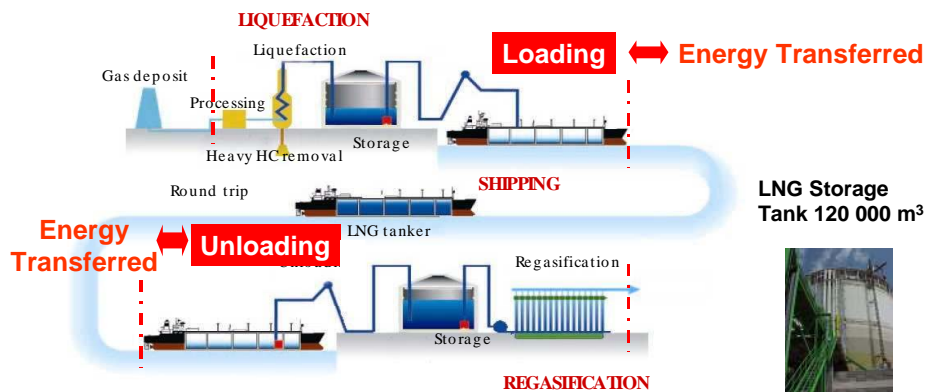 LIQUEFACTION
Liquefaction
Loading
Energy Transferred
Gas deposit
Processing
Storage
Heavy HC removal
Round trip
SHIPPING
LNG Storage
Tank 120 000 m³
Energy
Transferred
Unloading
LNG tanker
Regasification
Storage
REGASIFICATION